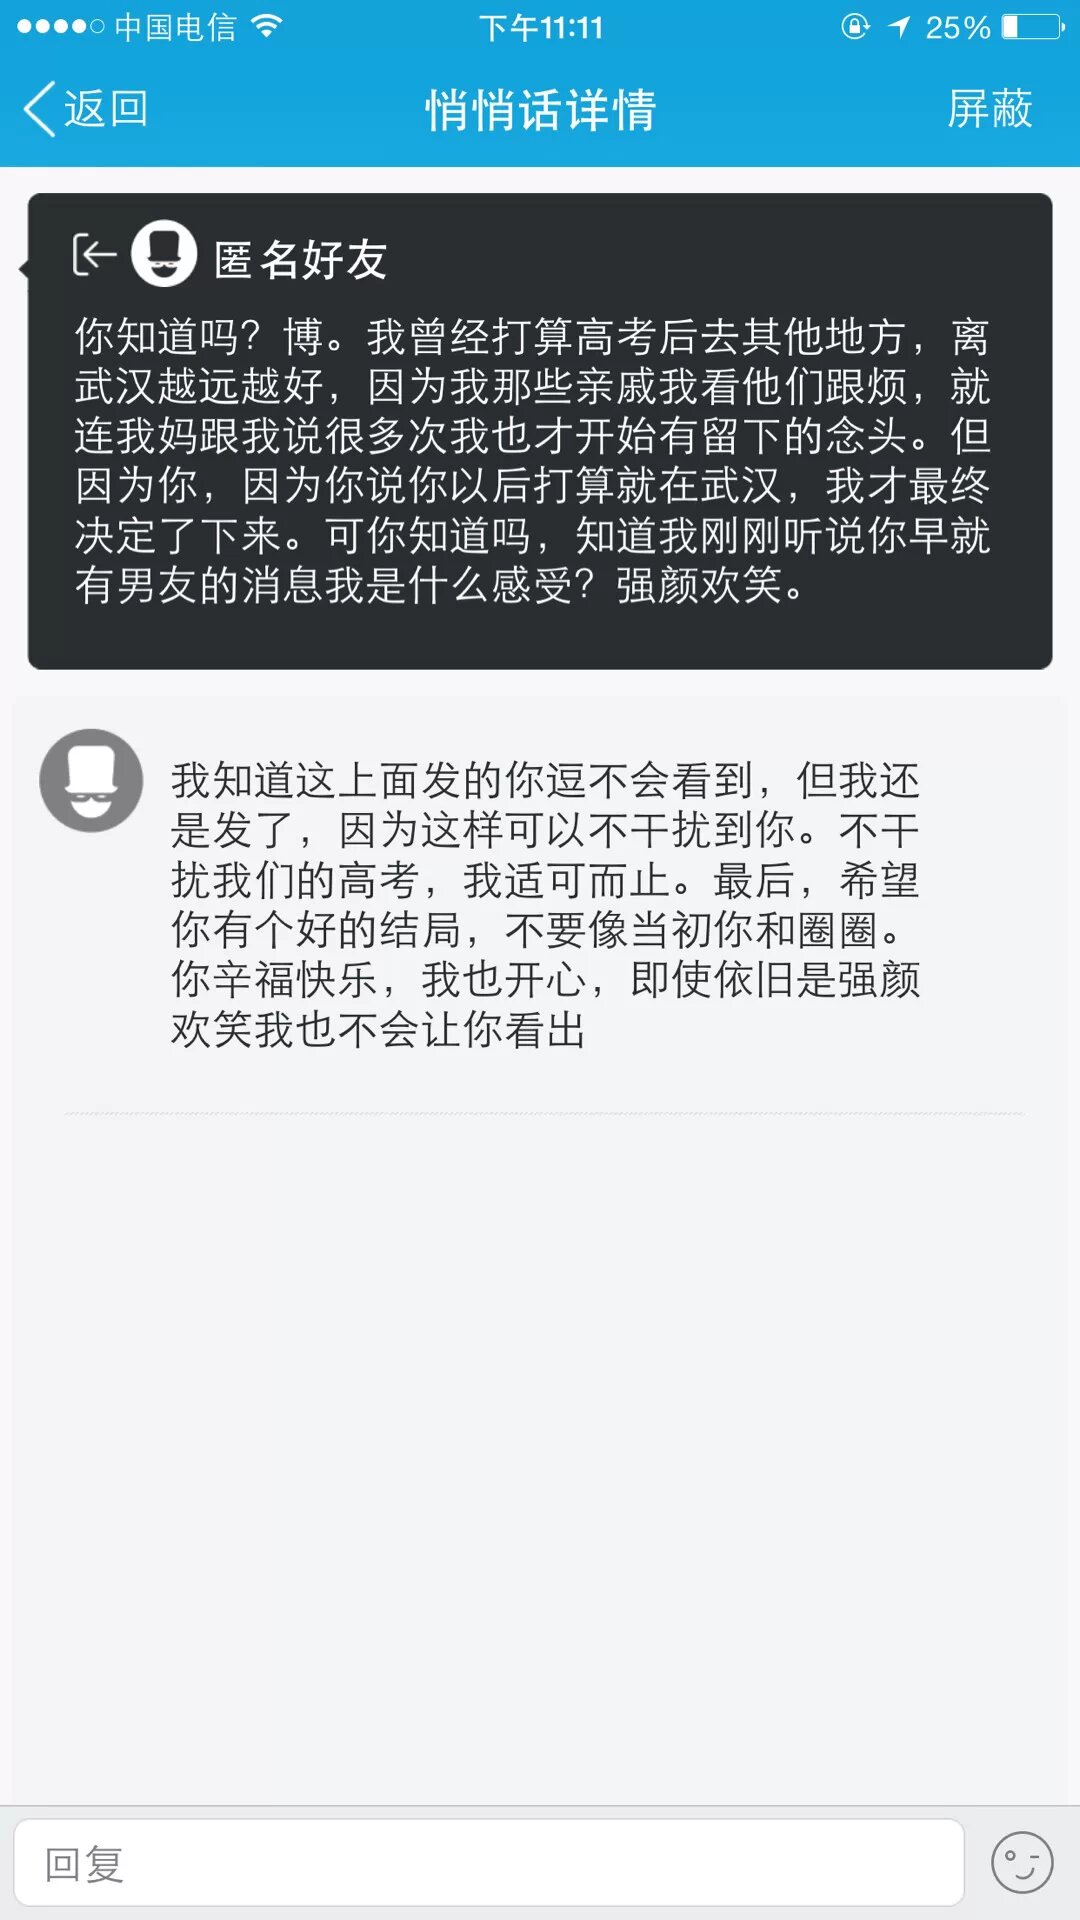 中国电信
下午11:11
25%
返回
悄悄话详情
屏蔽
匿名好友
你知道吗？博。我曾经打算高考后去其他地方，离
武汉越远越好，因为我那些亲戚我看他们跟烦，就
连我妈跟我说很多次我也才开始有留下的念头。但
因为你，因为你说你以后打算就在武汉，我才最终
决定了下来。可你知道吗，知道我刚刚听说你早就
有男友的消息我是什么感受？强颜欢笑。
我知道这上面发的你逗不会看到，但我还
是发了，因为这样可以不干扰到你。不干
扰我们的高考，我适可而止。最后，希望
你有个好的结局，不要像当初你和圈圈。
你辛福快乐，我也开心，即使依旧是强颜
欢笑我也不会让你看出
回复